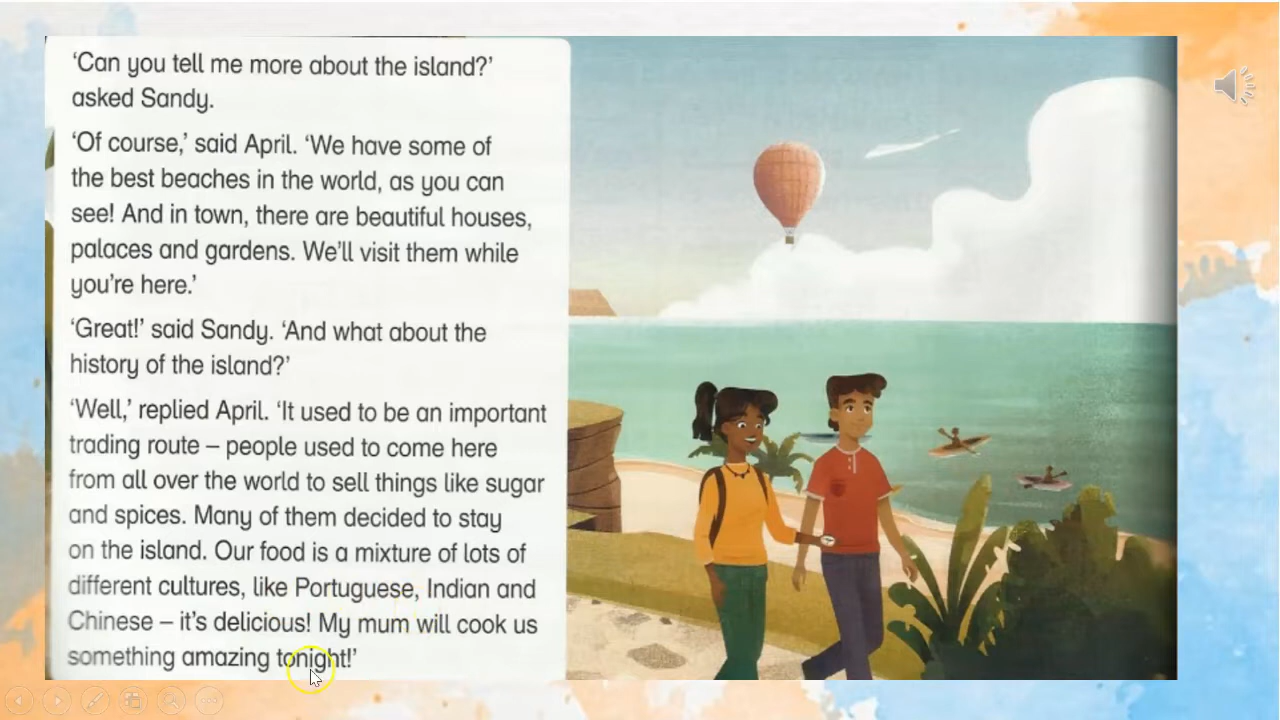 ‘Can you tell me more about the island?’
asked Sandy.
‘Of course,’ said April. ‘We have some of
the best beaches in the world, as you can
see! And in town, there are beautiful houses,
palaces and gardens. We’ll visit them while
you’re here.’
‘Great!’ said Sandy. ‘And what about the
history of the island?’
‘Well,’ replied April. ‘It used to be an important
trading route – people used to come here
from all over the world to sell things like sugar
and spices. Many of them decided to stay
on the island. Our food is a mixture of lots of
different cultures, like Portuguese, Indian and
Chinese – it’s delicious! My mum will cook us
something amazing tonight!’